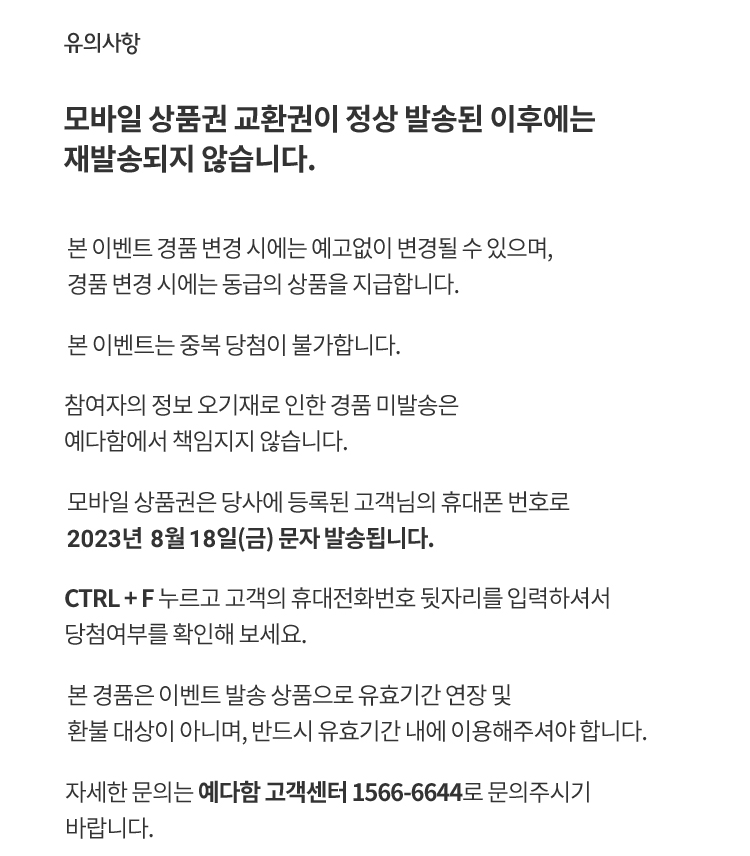 유의사항
모바일 상품권 교환권이 정상 발송된 이후에는
재발송되지 않습니다.
본 이벤트 경품 변경 시에는 예고없이 변경될 수 있으며,
경품 변경 시에는 동급의 상품을 지급합니다.
본 이벤트는 중복 당첨이 불가합니다.
참여자의 정보 오기재로 인한 경품 미발송은
예다함에서 책임지지 않습니다.
모바일 상품권은 당사에 등록된 고객님의 휴대폰 번호로
2023년 8월 18일(금) 문자 발송됩니다.
CTRL + F 누르고 고객의 휴대전화번호 뒷자리를 입력하셔서
당첨여부를 확인해 보세요.
본 경품은 이벤트 발송 상품으로 유효기간 연장 및
환불 대상이 아니며, 반드시 유효기간 내에 이용해주셔야 합니다.
자세한 문의는 예다함 고객센터 1566-6644로 문의주시기
바랍니다.